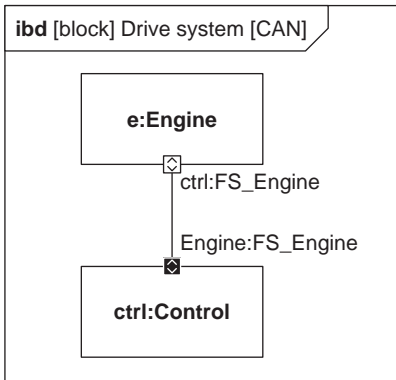 ibd [block] Drive system [CAN]
e:Engine
ctrl:FS_Engine
Engine:FS_Engine
ctrl:Control